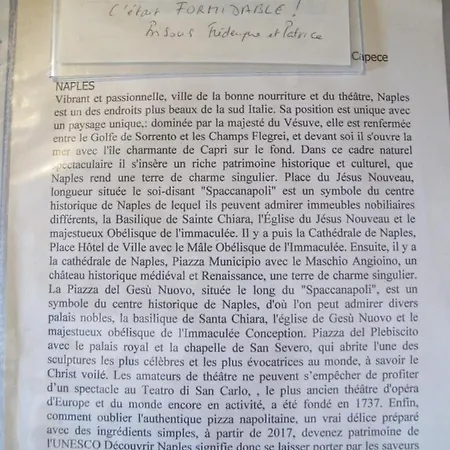 C'était FORMIDABLE !
Bisous Frédérique et Patrice
Capece
NAPLES
Vibrant et passionnelle, ville de la bonne nourriture et du théâtre, Naples
est un des endroits plus beaux de la sud Italie. Sa position est unique avec
un paysage unique,: dominée par la majesté du Vésuve, elle est renfermée
entre le Golfe de Sorrento et les Champs Flegrei, et devant soi il s'ouvre la
mer avec l'île charmante de Capri sur le fond. Dans ce cadre naturel
spectaculaire il s'insère un riche patrimoine historique et culturel, que
Naples rend une terre de charme singulier. Place du Jésus Nouveau,
longueur située le soi-disant "Spaccanapoli" est un symbole du centre
historique de Naples de lequel ils peuvent admirer immeubles nobiliaires
différents, la Basilique de Sainte Chiara, l'Église du Jésus Nouveau et le
majestueux Obélisque de l'immaculée. Il y a puis la Cathédrale de Naples,
Place Hôtel de Ville avec le Mâle Obélisque de l'Immaculée. Ensuite, il y a
la cathédrale de Naples, Piazza Municipio avec le Maschio Angioino, un
château historique médiéval et Renaissance, une terre de charme singulier.
La Piazza del Gesù Nuovo, située le long du "Spaccanapoli", est un
symbole du centre historique de Naples, d'où l'on peut admirer divers
palais nobles, la basilique de Santa Chiara, l'église de Gesù Nuovo et le
majestueux obélisque de l'Immaculée Conception. Piazza del Plebiscito
avec le palais royal et la chapelle de San Severo, qui abrite l'une des
sculptures les plus célèbres et les plus évocatrices au monde, à savoir le
Christ voilé. Les amateurs de théâtre ne peuvent s'empêcher de profiter
d'un spectacle au Teatro di San Carlo, , le plus ancien théâtre d'opéra
d'Europe et du monde encore en activité, a été fondé en 1737. Enfin,
comment oublier l'authentique pizza napolitaine, un vrai délice préparé
avec des ingrédients simples, à partir de 2017, devenez patrimoine de
l'UNESCO Découvrir Naples signifie donc se laisser porter par les saveurs